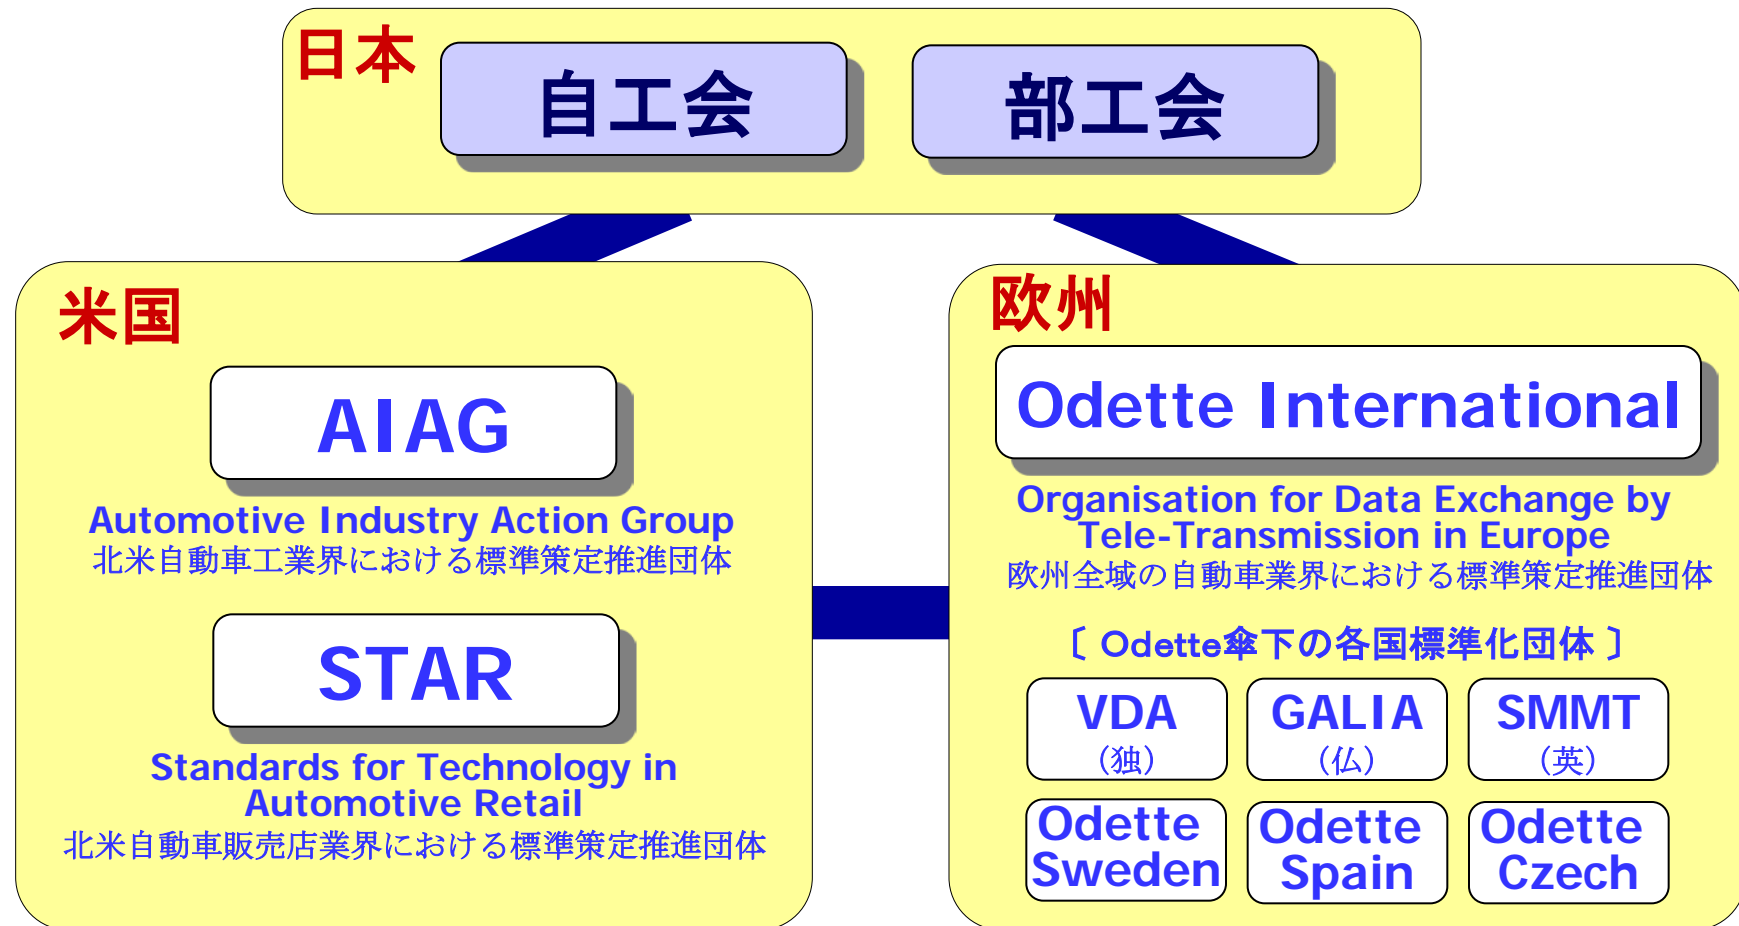 日本
自工会
部工会
米国
AIAG
Automotive Industry Action Group
北米自動車工業界における標準策定推進団体
STAR
Standards for Technology in
Automotive Retail
北米自動車販売店業界における標準策定推進団体
欧州
Odette International
Organisation for Data Exchange by
Tele-Transmission in Europe
欧州全域の自動車業界における標準策定推進団体
〔 Odette傘下の各国標準化団体 〕
VDA
（独）
GALIA
（仏）
SMMT
（英）
Odette
Sweden
Odette
Spain
Odette
Czech